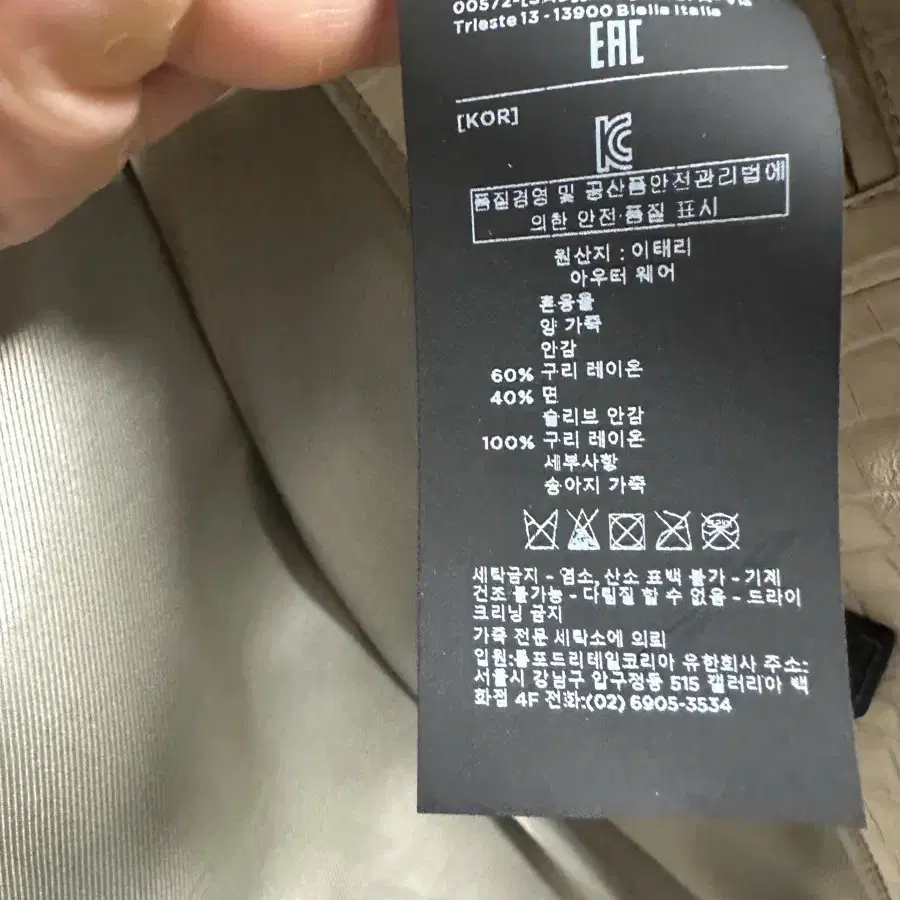 00572-
Trieste 13 - 13900 Biella Italia
EAC
[KOR]
품질경영 및 공산품안전관리법에
의한 안전·품질 표시
원산지 : 이태리
아우터 웨어
혼용율
양 가죽
안감
60% 구리 레이온
40% 면
슬리브 안감
100% 구리 레이온
세부사항
송아지 가죽
세탁금지 - 염소, 산소 표백 불가 - 기계
건조 불가능 - 다림질 할 수 없음 - 드라이
크리닝 금지
가죽 전문 세탁소에 의뢰
입원:톰포드리테일코리아 유한회사 주소:
서울시 강남구 압구정동 515 갤러리아 백
화점 4F 전화:(02) 6905-3534